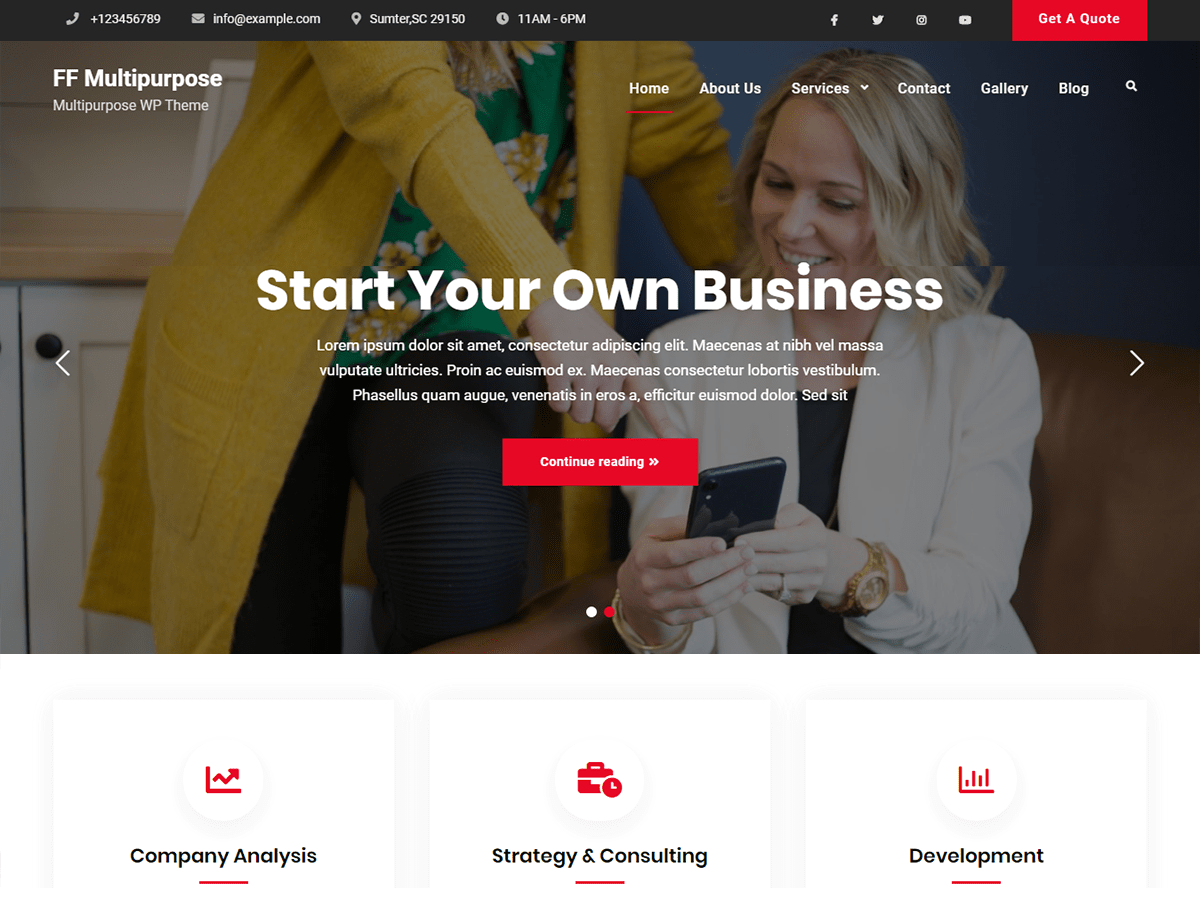 +123456789 info@example.com Sumter,SC 29150 11AM - 6PM Get A Quote
FF Multipurpose
Multipurpose WP Theme
Home About Us Services Contact Gallery Blog
Start Your Own Business
Lorem ipsum dolor sit amet, consectetur adipiscing elit. Maecenas at nibh vel massa
vulputate ultricies. Proin ac euismod ex. Maecenas consectetur lobortis vestibulum.
Phasellus quam augue, venenatis in eros a, efficitur euismod dolor. Sed sit
Continue reading »
Company Analysis Strategy & Consulting Development